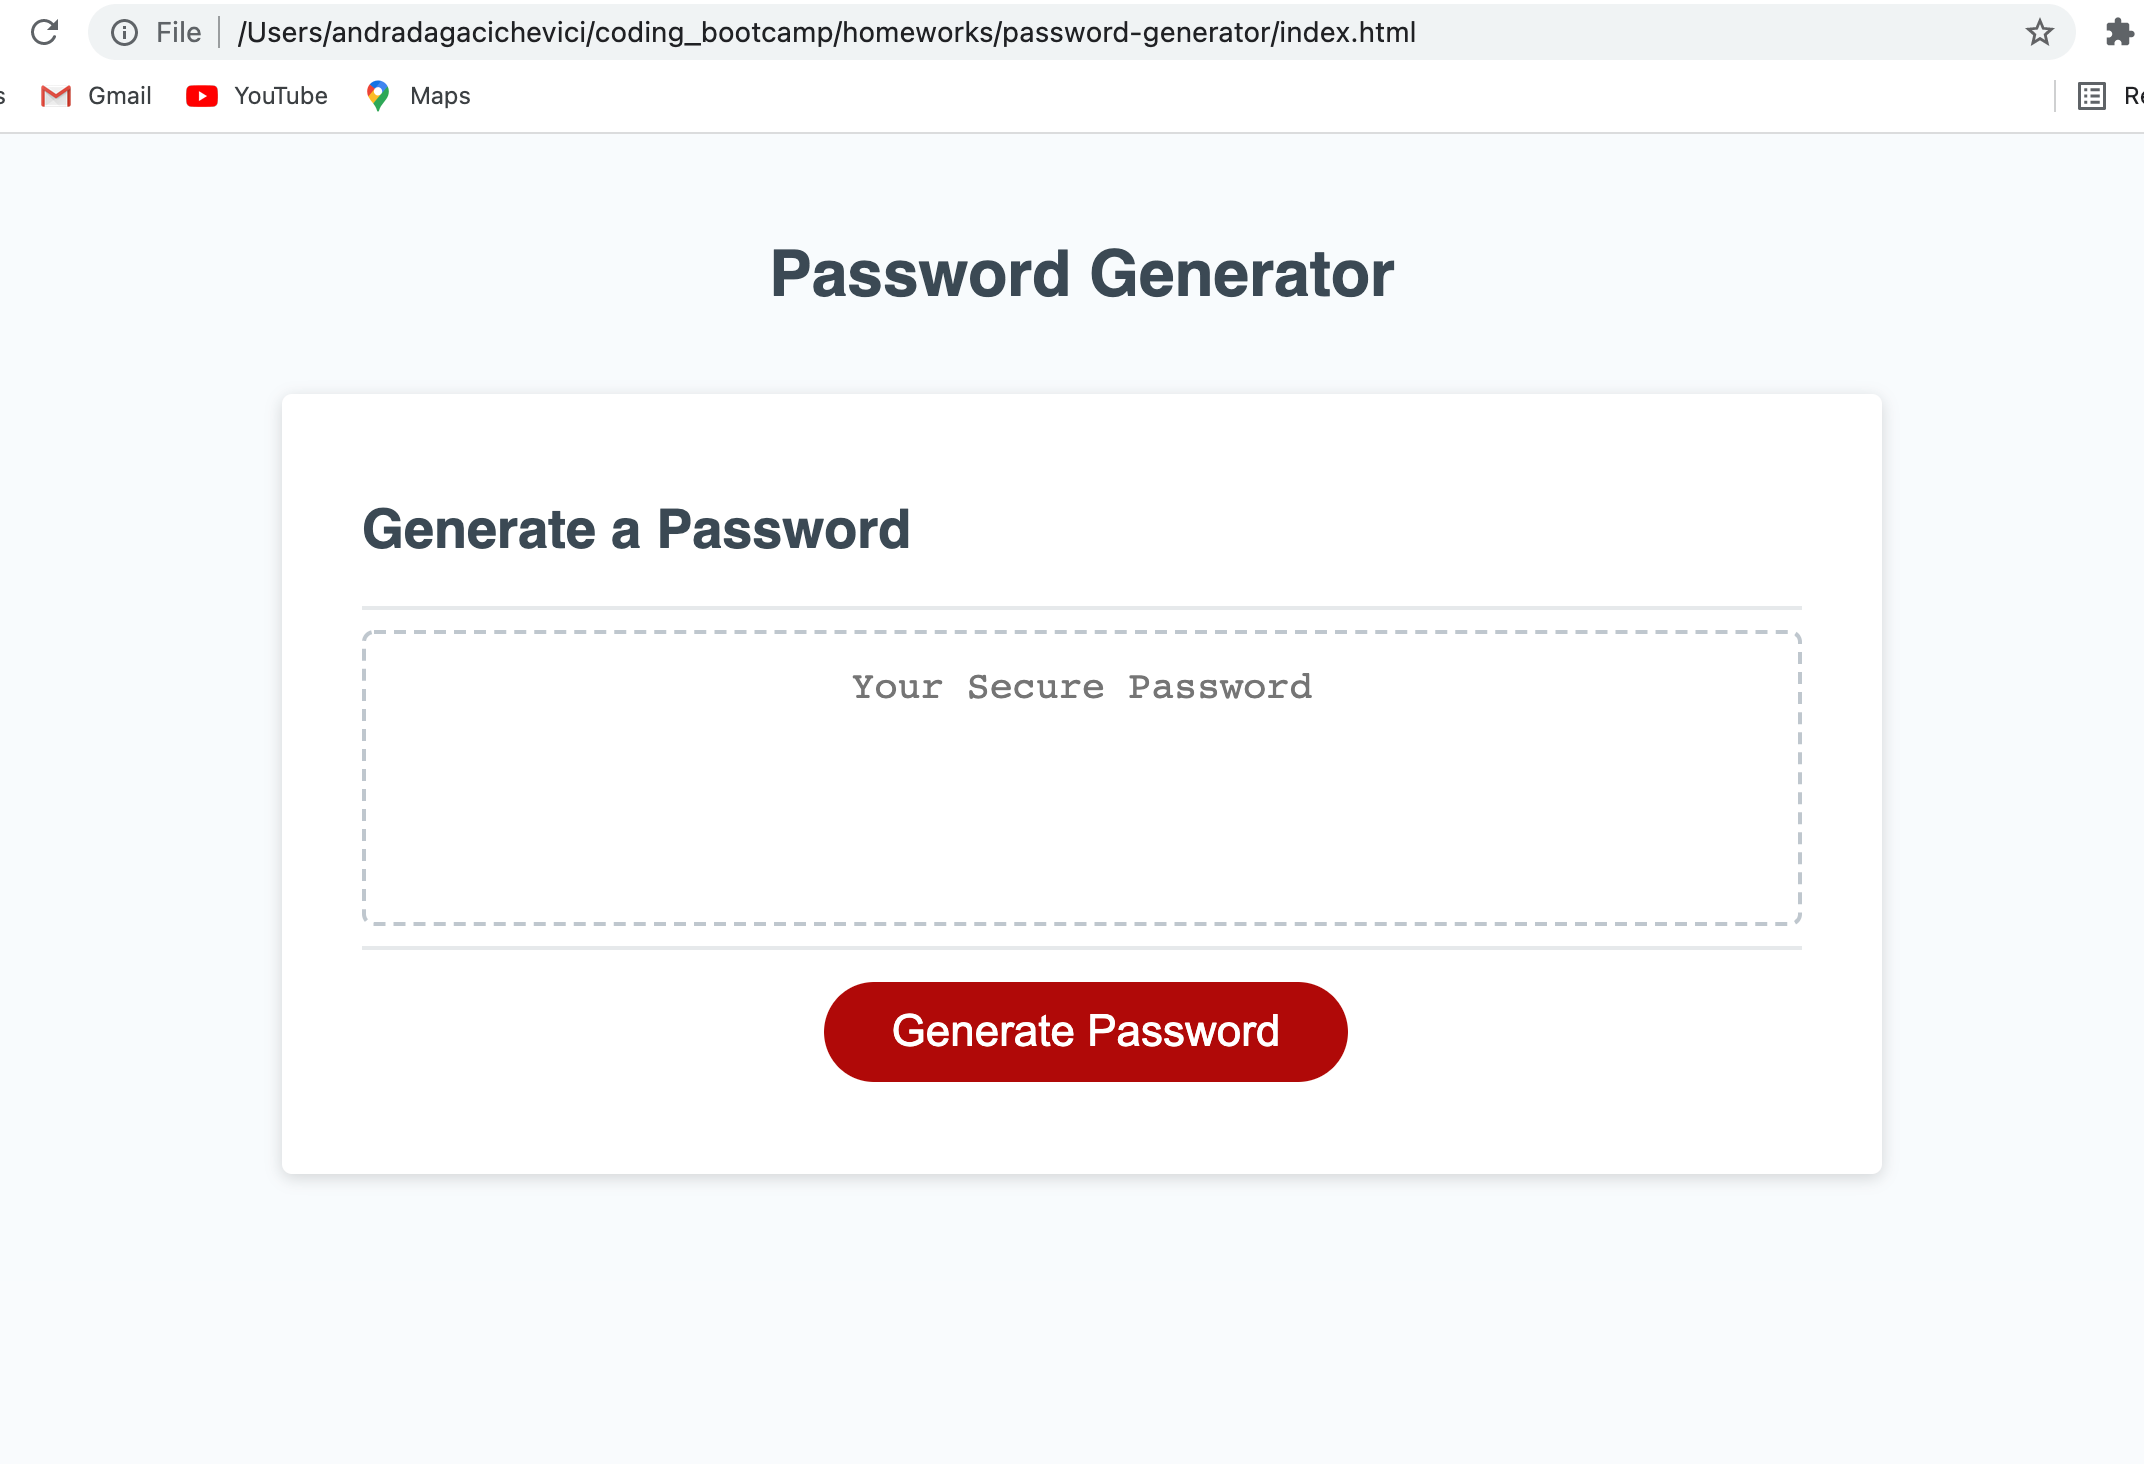 File /Users/andradagacichevici/coding_bootcamp/homeworks/password-generator/index.html
Gmail YouTube Maps
Password Generator
Generate a Password
Your Secure Password
Generate Password